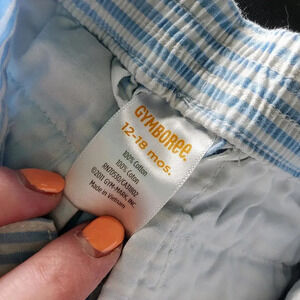 GYMBOREE.
12-18 mos.
100% Cotton
100% Coton
©2011 GYM-MARK, INC.
Made in Vietnam